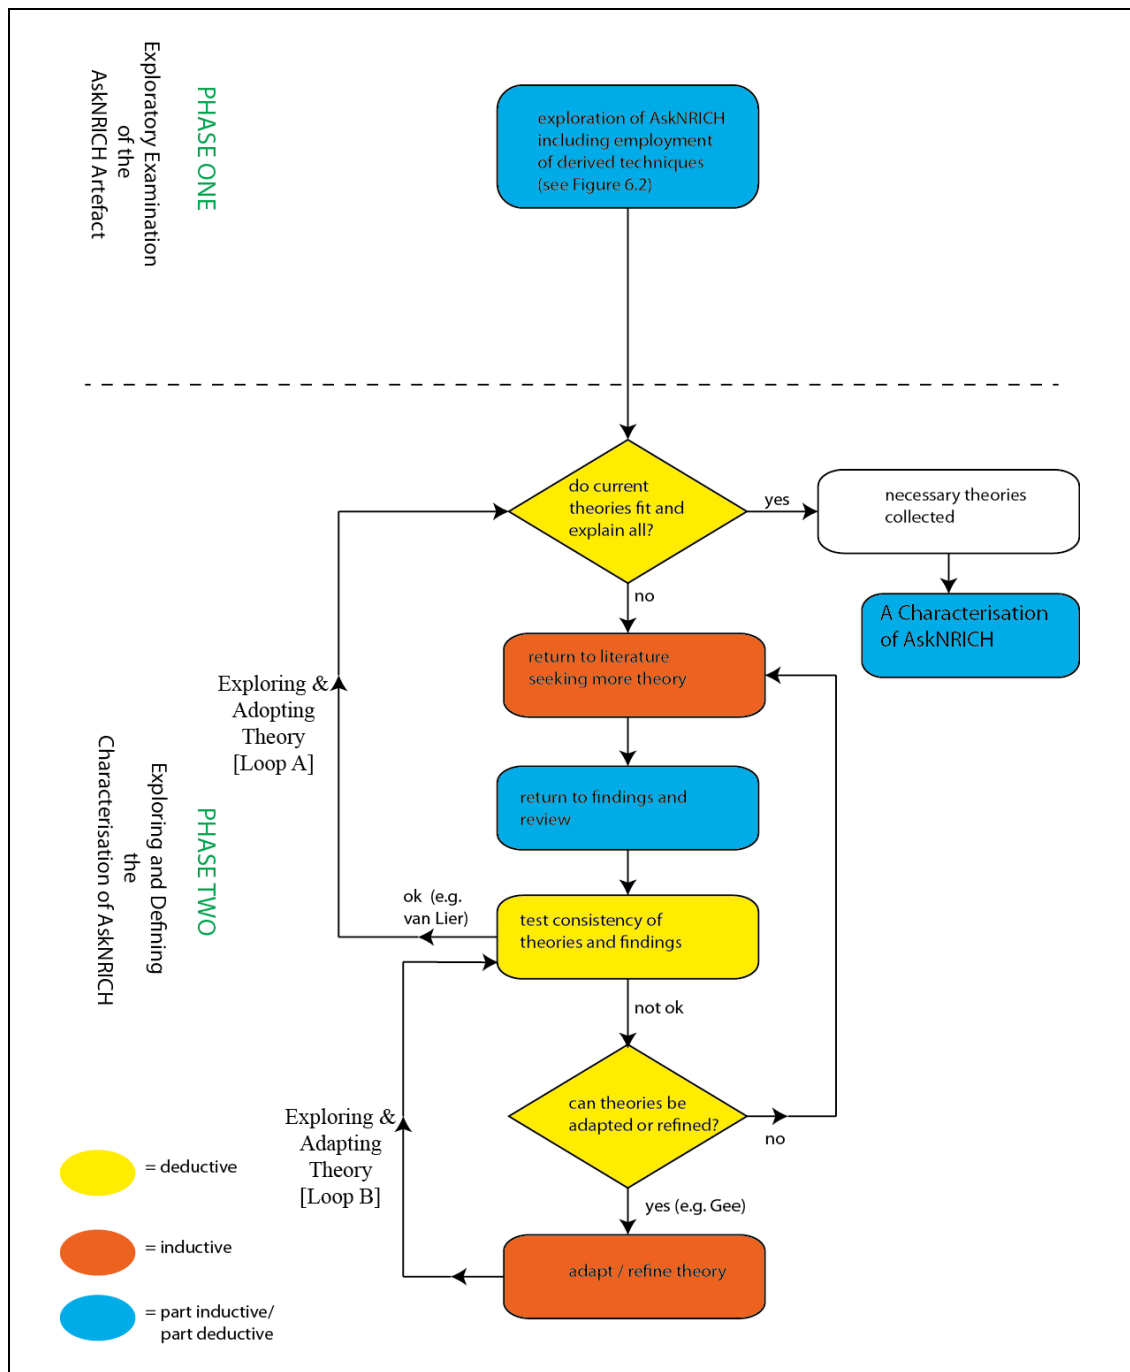 PHASE ONE
Exploratory Examination
of the
AskNRICH Artefact
exploration of AskNRICH
including employment
of derived techniques
(see Figure 6.2)
do current
theories fit and
explain all?
yes
necessary theories
collected
no
A Characterisation
of AskNRICH
return to literature
seeking more theory
Exploring &
Adopting
Theory
[Loop A]
PHASE TWO
Exploring and Defining
the
Characterisation of AskNRICH
return to findings and
review
ok (e.g.
van Lier)
test consistency of
theories and findings
not ok
can theories be
adapted or refined?
no
Exploring &
Adapting
Theory
[Loop B]
yes (e.g. Gee)
adapt / refine theory
= deductive
= inductive
= part inductive/
part deductive